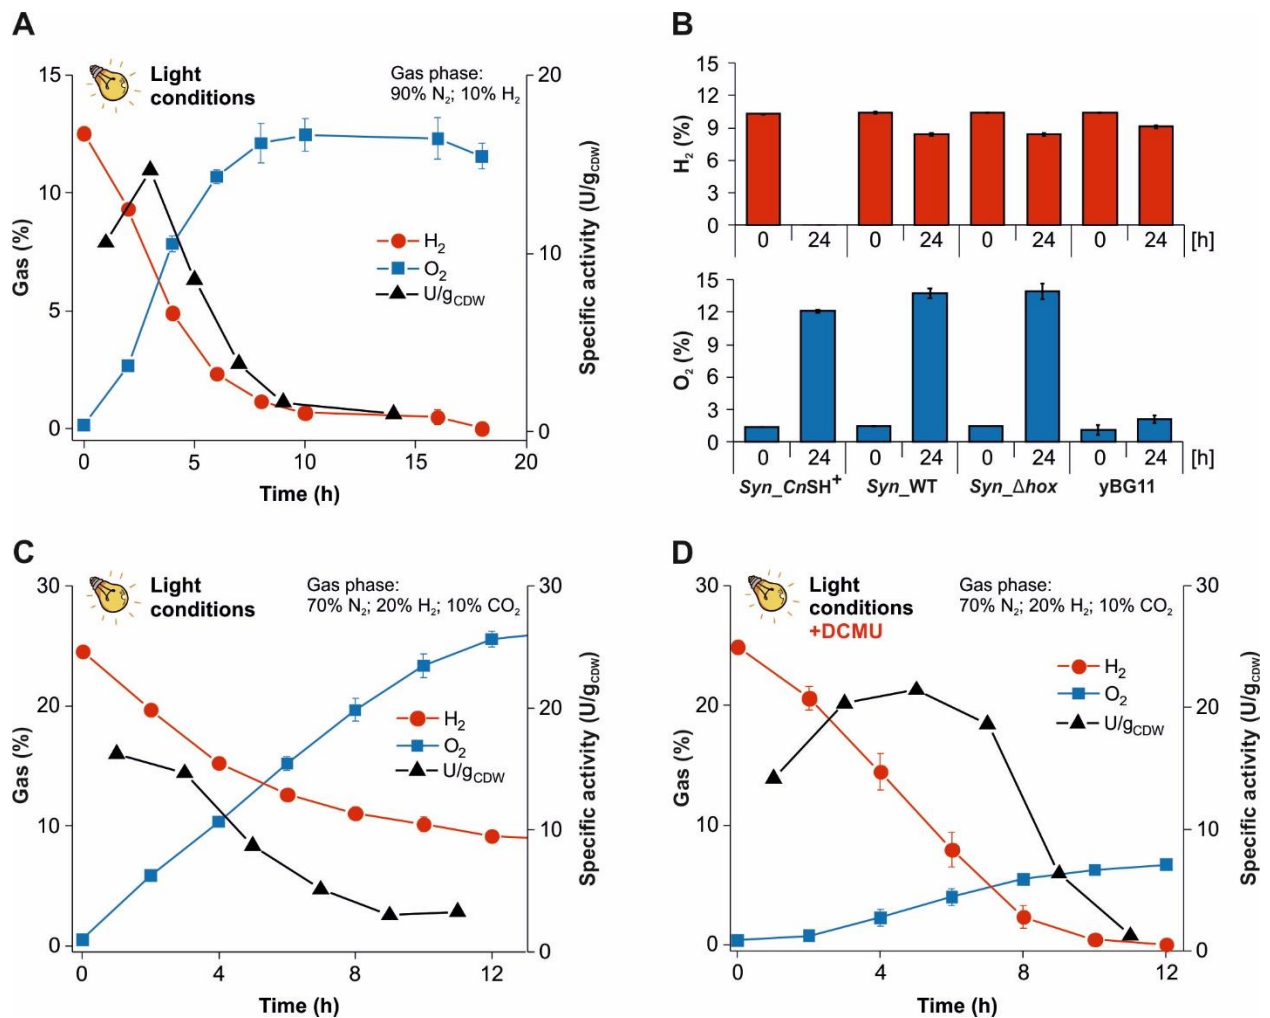 A
Light
conditions
Gas phase:
90% N₂; 10% H₂
15
10
5
0
Gas (%)
20
10
0
Specific activity (U/g_CDW)
H₂
O₂
U/g_CDW
0 5 10 15 20
Time (h)
B
15
12
9
6
3
0
H₂ (%)
0 24 0 24 0 24 0 24 [h]
15
12
9
6
3
0
O₂ (%)
0 24 0 24 0 24 0 24 [h]
Syn_CnSH⁺ Syn_WT Syn_Δhox yBG11
C
Light
conditions
Gas phase:
70% N₂; 20% H₂; 10% CO₂
30
20
10
0
Gas (%)
30
20
10
0
Specific activity (U/g_CDW)
H₂
O₂
U/g_CDW
0 4 8 12
Time (h)
D
Light
conditions
+DCMU
Gas phase:
70% N₂; 20% H₂; 10% CO₂
30
20
10
0
Gas (%)
30
20
10
0
Specific activity (U/g_CDW)
H₂
O₂
U/g_CDW
0 4 8 12
Time (h)